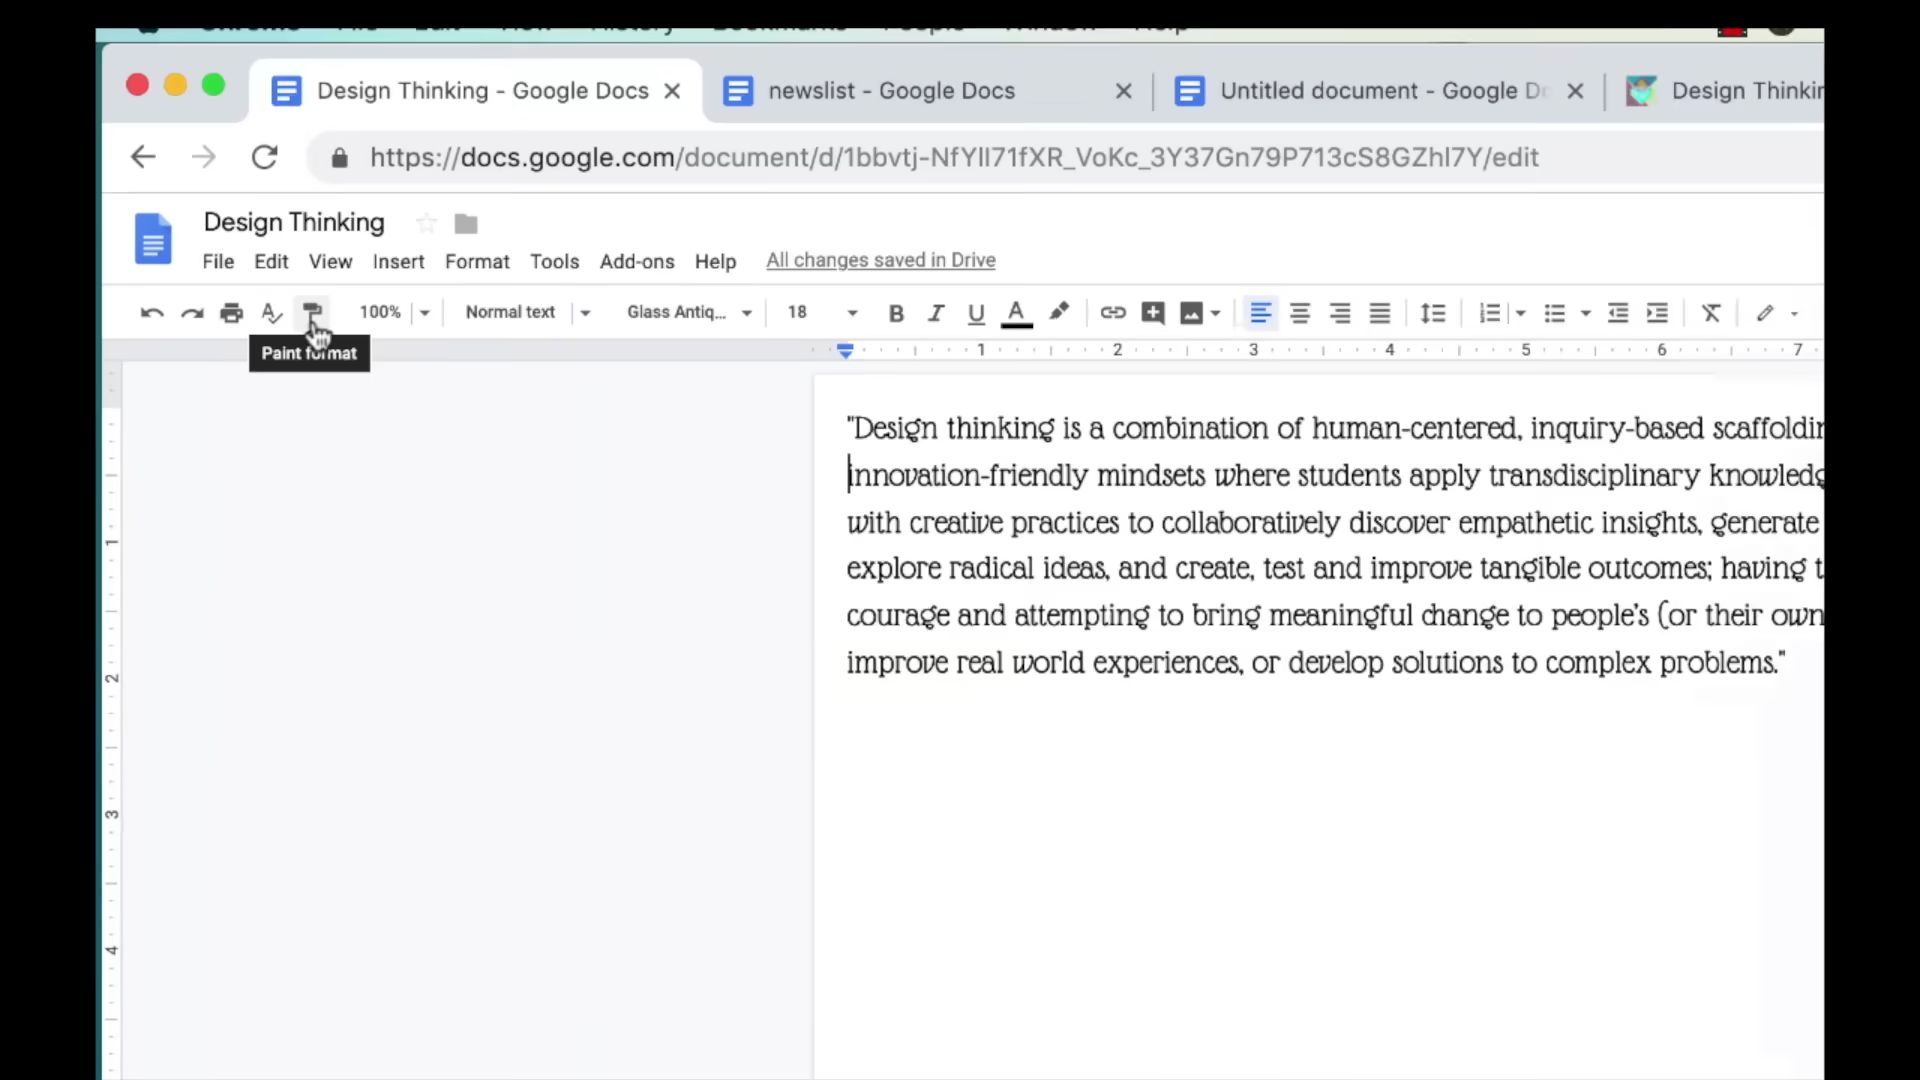 Design Thinking - Google Docs
newslist - Google Docs
Untitled document - Google
Design
https://docs.google.com/document/d/1bbvtj-NfYlI71fXR_VoKc_3Y37Gn79P713cS8GZhl7Y/edit
Design Thinking
File Edit View Insert Format Tools Add-ons Help All changes saved in Drive
100% Normal text Glass Antiq... 18 B I U A
Paint format
1 2 3 4 5 6 7
"Design thinking is a combination of human-centered, inquiry-based
innovation-friendly mindsets where students apply transdisciplinary
with creative practices to collaboratively discover empathetic insights, generate
explore radical ideas, and create, test and improve tangible outcomes; having
courage and attempting to bring meaningful change to people's (or their own
improve real world experiences, or develop solutions to complex problems."
1
2
3
4